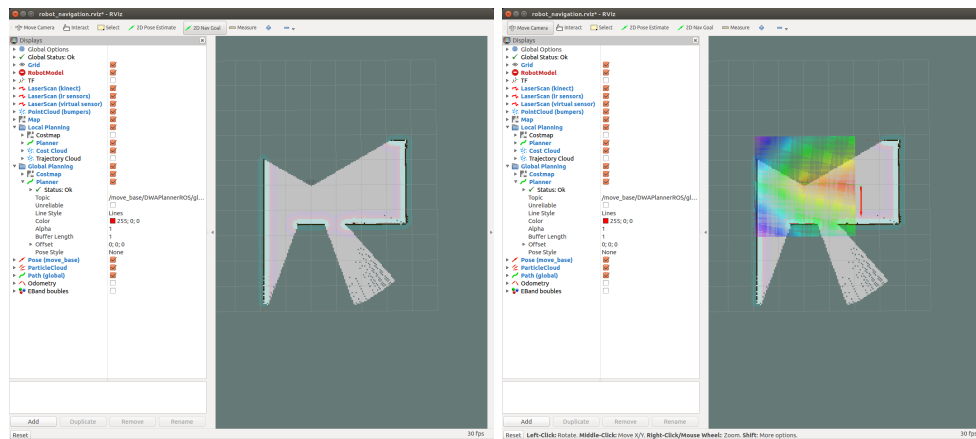 robot_navigation.rviz* - RViz
Move Camera Interact Select 2D Pose Estimate 2D Nav Goal Measure
Displays
Global Options
Global Status: Ok
Grid
RobotModel
TF
LaserScan (kinect)
LaserScan (ir sensors)
LaserScan (virtual sensor)
PointCloud (bumpers)
Map
Local Planning
Costmap
Planner
Cost Cloud
Trajectory Cloud
Global Planning
Costmap
Planner
Status: Ok
Topic /move_base/DWAPlannerROS/gl...
Unreliable
Line Style Lines
Color 255; 0; 0
Alpha 1
Buffer Length 1
Offset 0; 0; 0
Pose Style None
Pose (move_base)
ParticleCloud
Path (global)
Odometry
EBand boubles
Add Duplicate Remove Rename
Reset 30 fps
robot_navigation.rviz* - RViz
Move Camera Interact Select 2D Pose Estimate 2D Nav Goal Measure
Displays
Global Options
Global Status: Ok
Grid
RobotModel
TF
LaserScan (kinect)
LaserScan (ir sensors)
LaserScan (virtual sensor)
PointCloud (bumpers)
Map
Local Planning
Costmap
Planner
Cost Cloud
Trajectory Cloud
Global Planning
Costmap
Planner
Status: Ok
Topic /move_base/DWAPlannerROS/gl...
Unreliable
Line Style Lines
Color 255; 0; 0
Alpha 1
Buffer Length 1
Offset 0; 0; 0
Pose Style None
Pose (move_base)
ParticleCloud
Path (global)
Odometry
EBand boubles
Add Duplicate Remove Rename
Reset Left-Click: Rotate. Middle-Click: Move X/Y. Right-Click/Mouse Wheel: Zoom. Shift: More options. 30 fps